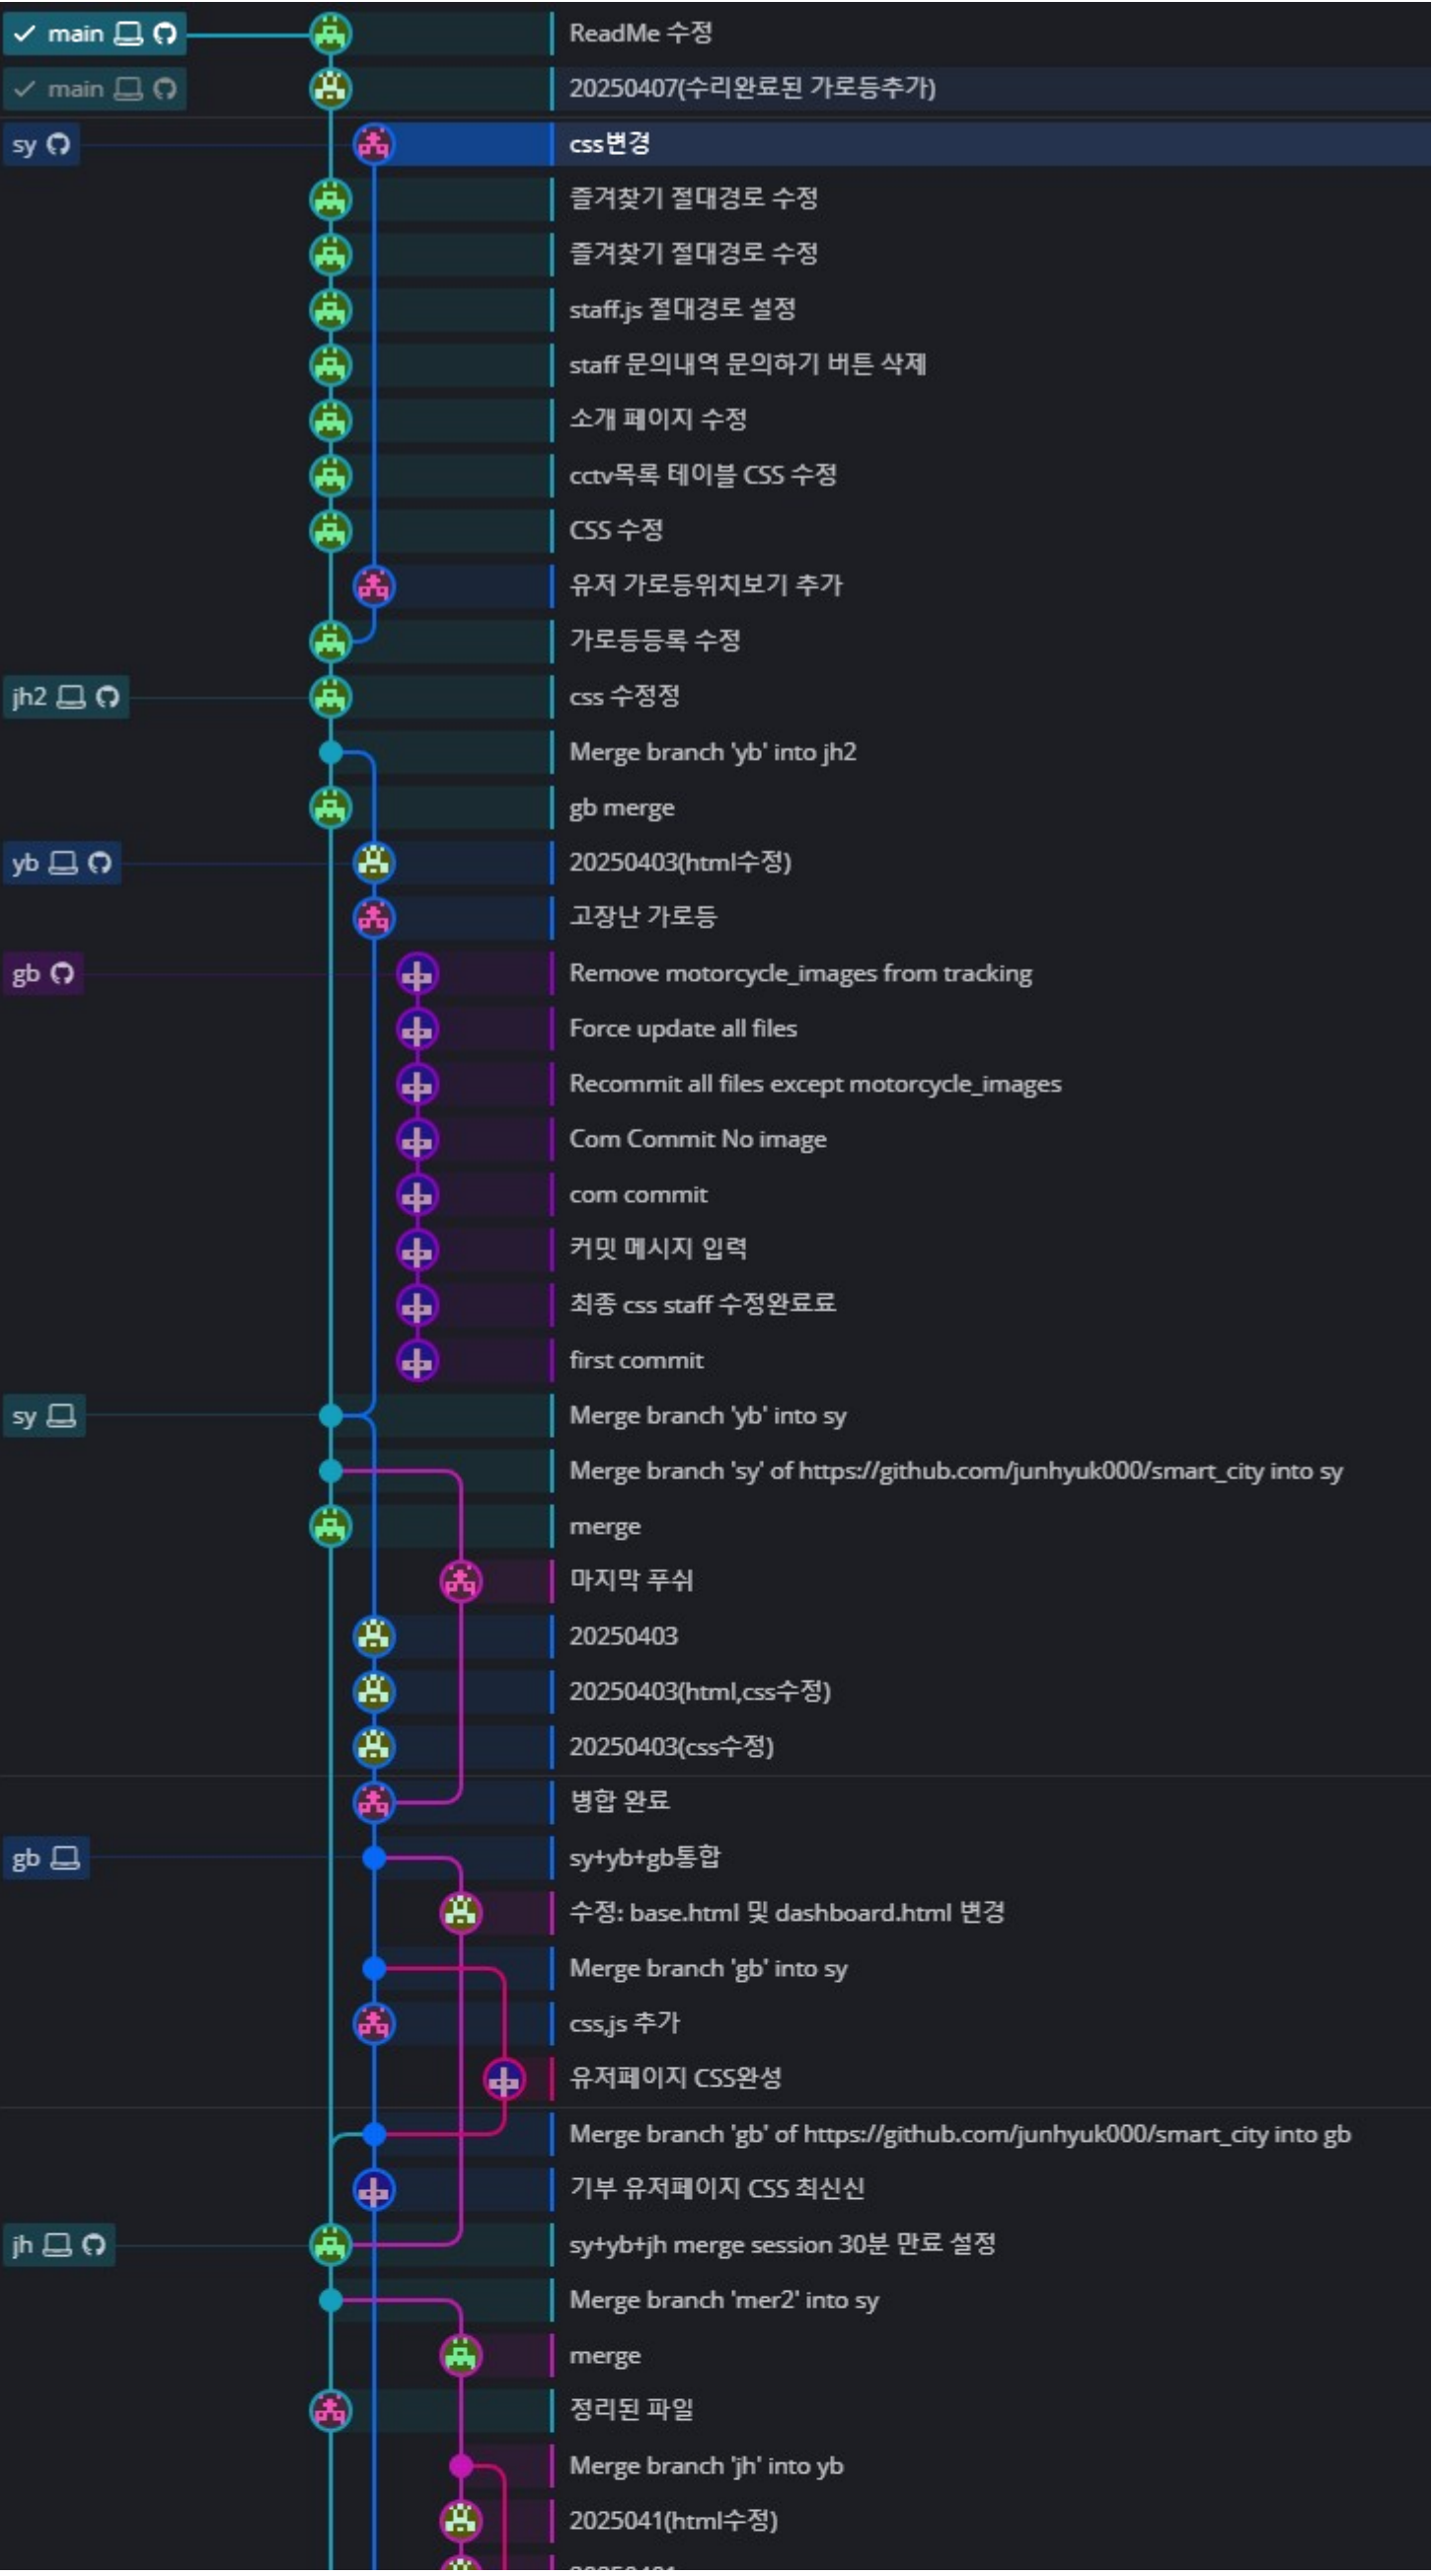 main ReadMe 수정
main 20250407(수리완료된 가로등추가)
sy css변경
즐겨찾기 절대경로 수정
즐겨찾기 절대경로 수정
staff.js 절대경로 설정
staff 문의내역 문의하기 버튼 삭제
소개 페이지 수정
cctv목록 테이블 CSS 수정
CSS 수정
유저 가로등위치보기 추가
가로등등록 수정
jh2 css 수정정
Merge branch 'yb' into jh2
gb merge
yb 20250403(html수정)
고장난 가로등
gb Remove motorcycle_images from tracking
Force update all files
Recommit all files except motorcycle_images
Com Commit No image
com commit
커밋 메시지 입력
최종 css staff 수정완료료
first commit
sy Merge branch 'yb' into sy
Merge branch 'sy' of https://github.com/junhyuk000/smart_city into sy
merge
마지막 푸쉬
20250403
20250403(html,css수정)
20250403(css수정)
병합 완료
gb sy+yb+gb통합
수정: base.html 및 dashboard.html 변경
Merge branch 'gb' into sy
css,js 추가
유저페이지 CSS완성
Merge branch 'gb' of https://github.com/junhyuk000/smart_city into gb
기부 유저페이지 CSS 최신신
jh sy+yb+jh merge session 30분 만료 설정
Merge branch 'mer2' into sy
merge
정리된 파일
Merge branch 'jh' into yb
2025041(html수정)